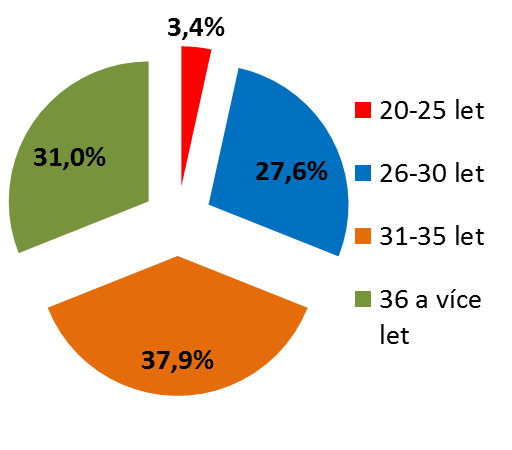 3,4%
27,6%
31,0%
37,9%
20-25 let
26-30 let
31-35 let
36 a více
let